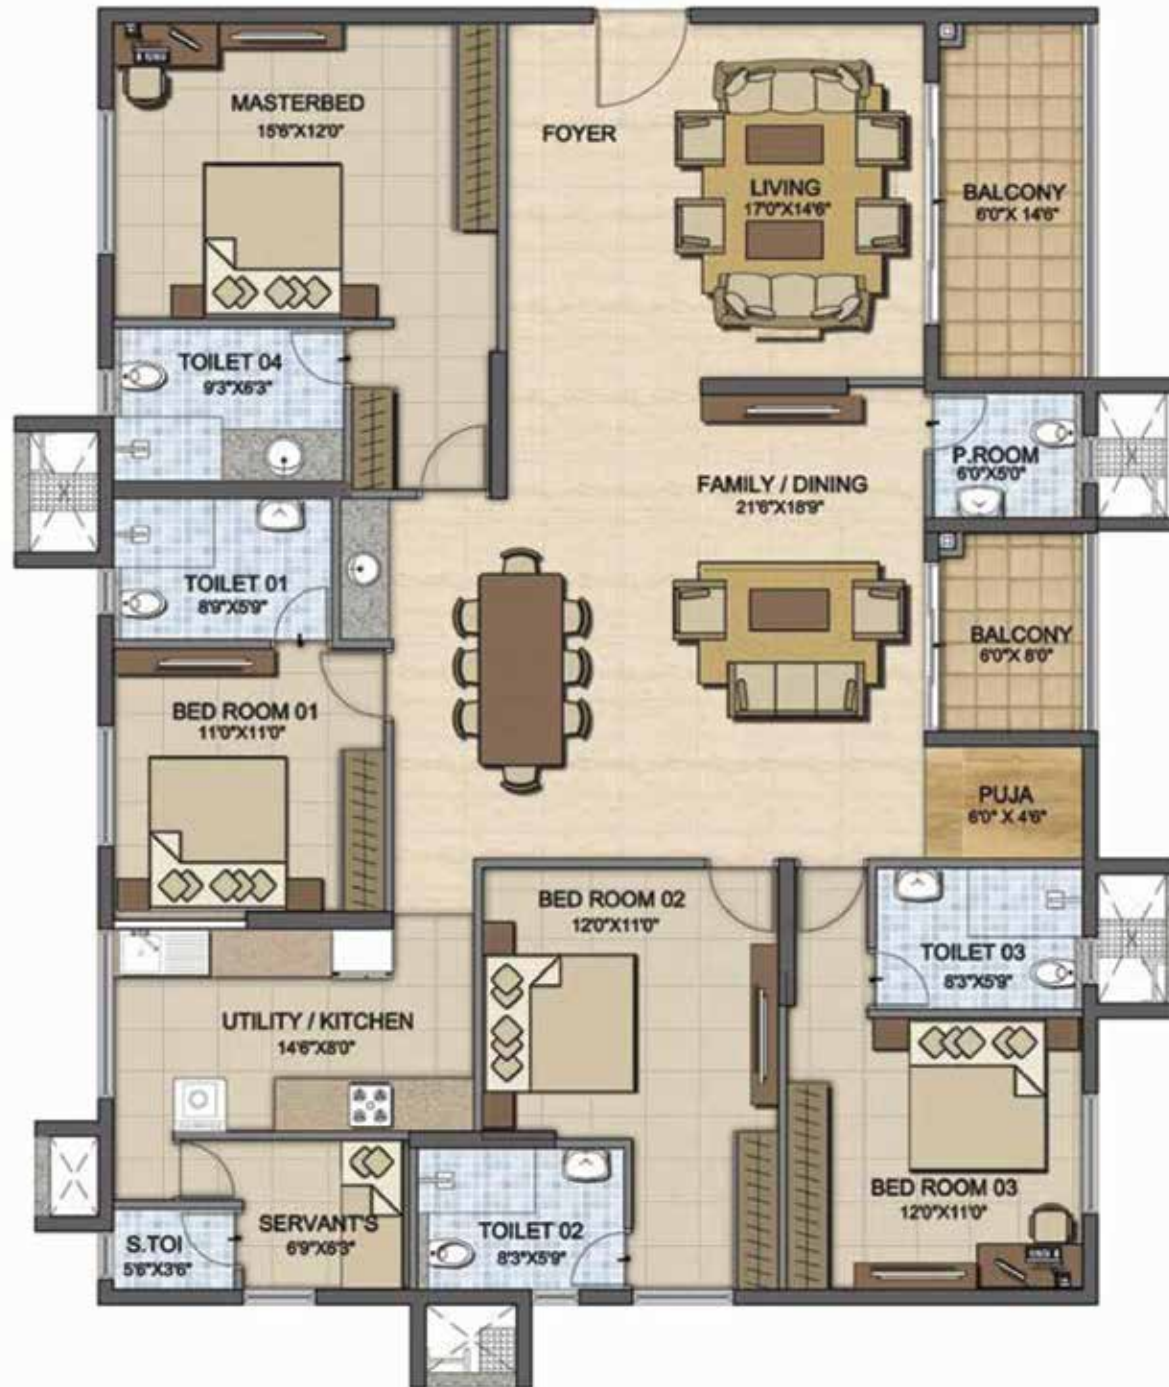 MASTERBED
15'6"X12'0"
FOYER
LIVING
17'0"X14'6"
BALCONY
6'0"X 14'6"
TOILET 04
9'3"X6'3"
P.ROOM
6'0"X5'0"
FAMILY / DINING
21'6"X18'9"
TOILET 01
8'9"X5'9"
BALCONY
6'0"X 8'0"
BED ROOM 01
11'0"X11'0"
PUJA
6'0" X 4'6"
BED ROOM 02
12'0"X11'0"
TOILET 03
8'3"X5'9"
UTILITY / KITCHEN
14'6"X8'0"
BED ROOM 03
12'0"X11'0"
SERVANT'S
6'9"X6'3"
TOILET 02
8'3"X5'9"
S.TOI
5'6"X3'6"